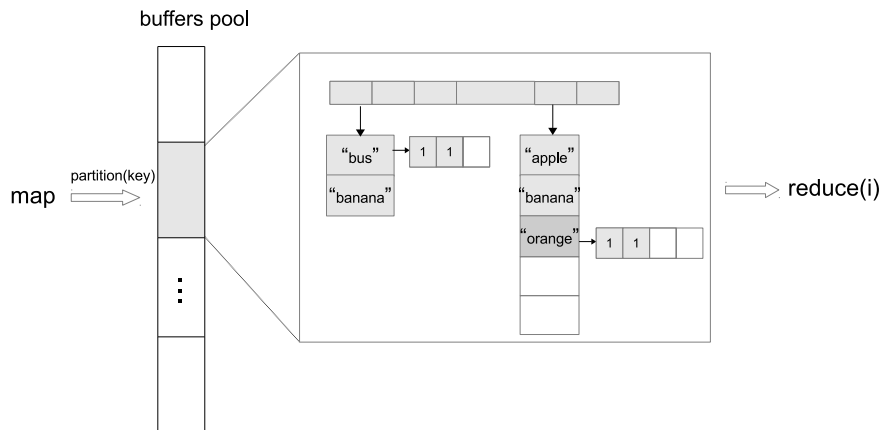 buffers pool
map
partition(key)
“bus”
1 1
“banana”
“apple”
“banana”
“orange”
1 1
reduce(i)